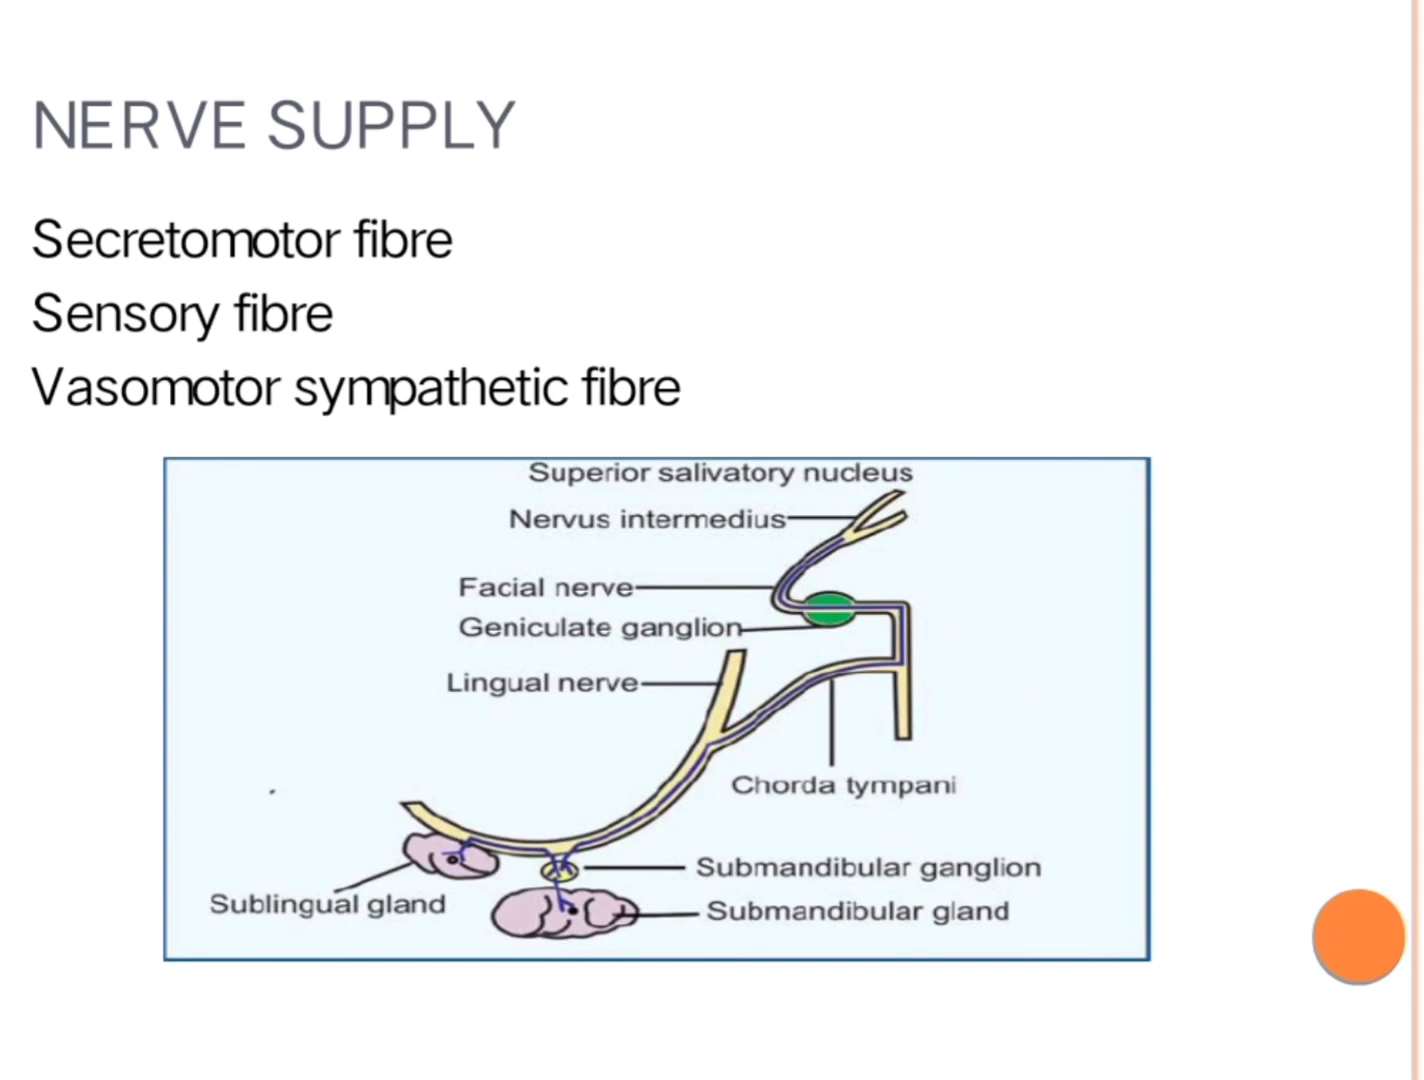 NERVE SUPPLY
Secretomotor fibre
Sensory fibre
Vasomotor sympathetic fibre
Superior salivatory nucleus
Nervus intermedius
Facial nerve
Geniculate ganglion
Lingual nerve
Chorda tympani
Submandibular ganglion
Sublingual gland
Submandibular gland